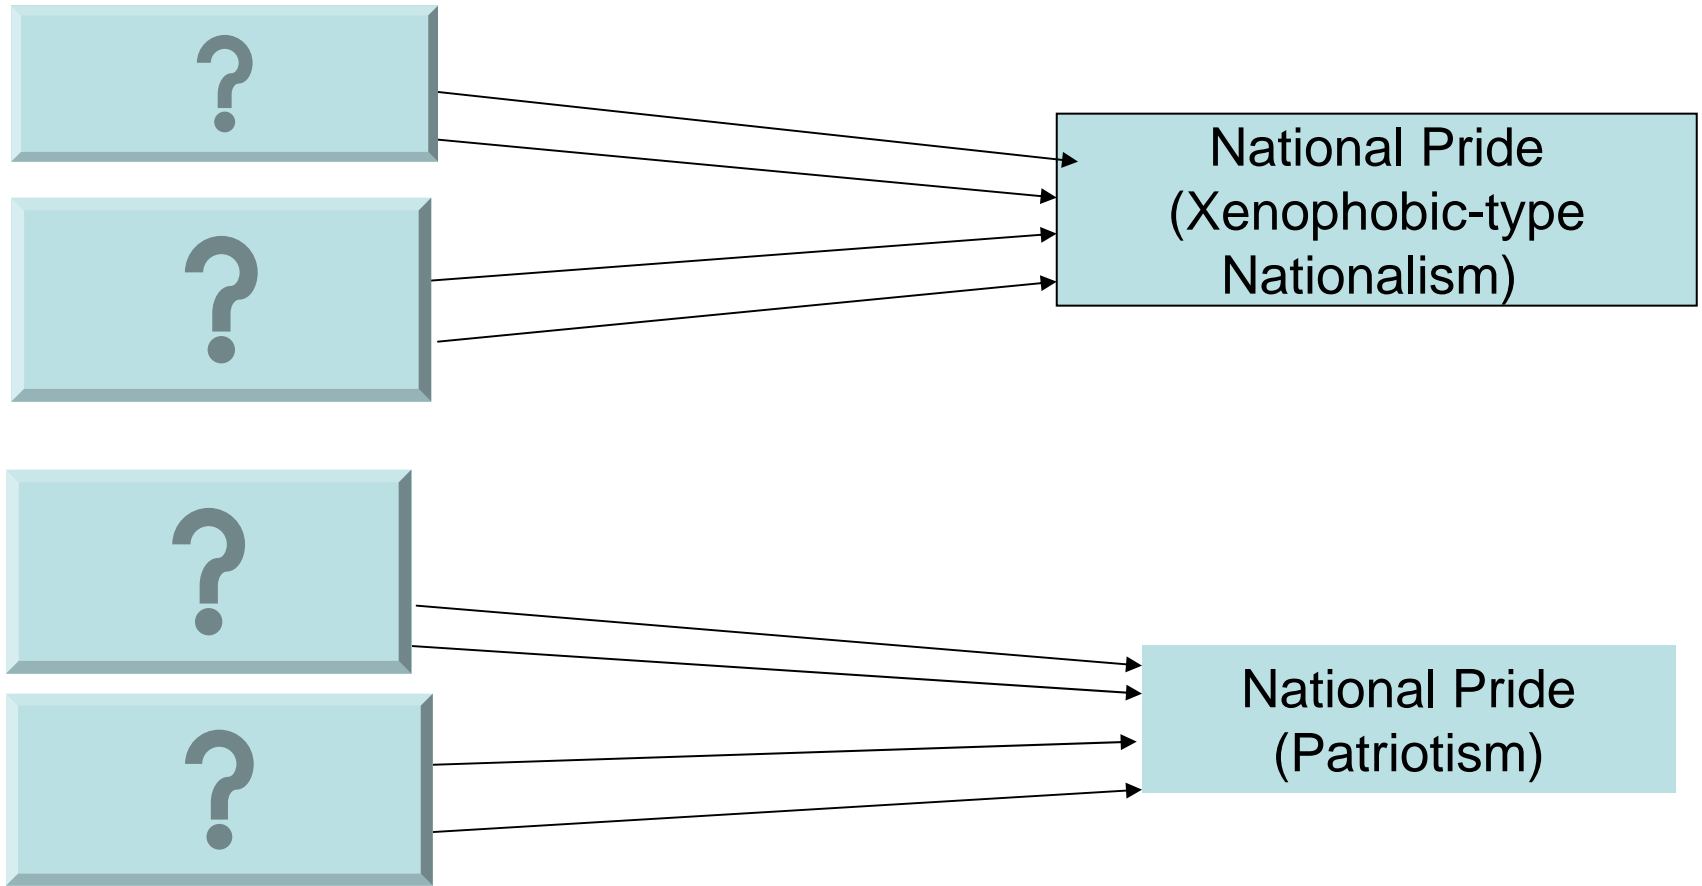 ?
National Pride
(Xenophobic-type
Nationalism)
?
?
National Pride
(Patriotism)
?